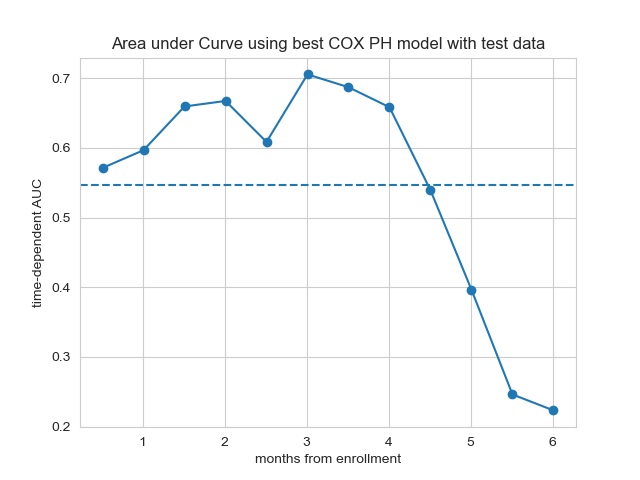 Area under Curve using best COX PH model with test data
time-dependent AUC
0.7
0.6
0.5
0.4
0.3
0.2
1 2 3 4 5 6
months from enrollment